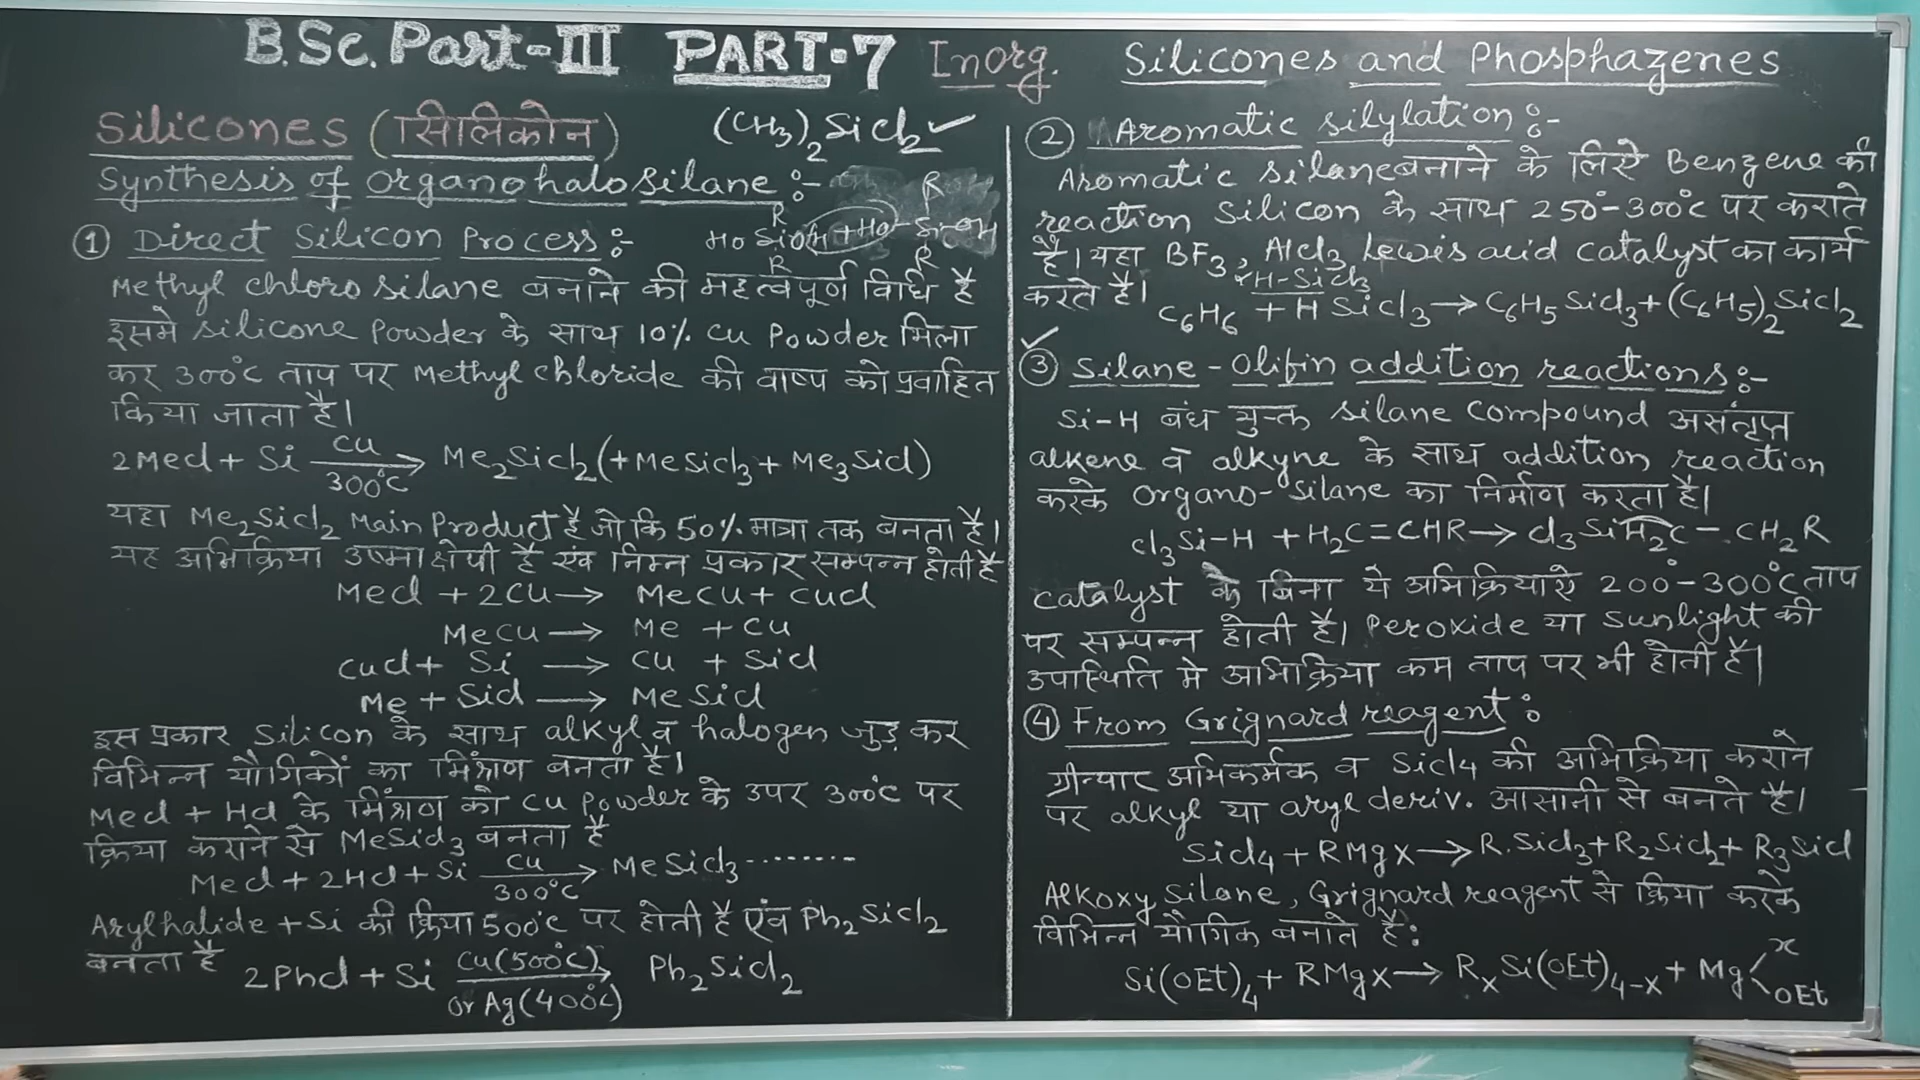 B.Sc. Part-III PART-7 Inorg. Silicones and Phosphazenes
Silicones (सिलिकोन) (CH3)2SiCl2 ✓
Synthesis of organohalosilane :-
R R
HO SiOH + HO-Si-OH
R R
① Direct Silicon Process :-
Methyl chloro silane बनाने की महत्वपूर्ण विधि है
इसमे silicone Powder के साथ 10% Cu Powder मिला
कर 300°C ताप पर Methyl chloride की वाष्प को प्रवाहित
किया जाता है।
2MeCl + Si —Cu/300°C→ Me2SiCl2 (+MeSiCl3 + Me3SiCl)
यहा Me2SiCl2 Main Product है जो कि 50% मात्रा तक बनता है।
यह अभिक्रिया उष्माक्षेपी है एंव निम्न प्रकार सम्पन्न होती है
MeCl + 2Cu → MeCu + CuCl
MeCu → Me + Cu
CuCl + Si → Cu + SiCl
Me + SiCl → MeSiCl
इस प्रकार Silicon के साथ alkyl व halogen जुड़ कर
विभिन्न यौगिकों का मिश्रण बनता है।
MeCl + HCl के मिश्रण को Cu Powder के उपर 300°C पर
क्रिया कराने से MeSiCl3 बनता है
MeCl + 2HCl + Si —Cu/300°C→ MeSiCl3 ........
Arylhalide + Si की क्रिया 500°C पर होती है एंव Ph2SiCl2
बनता है
2PhCl + Si —Cu(500°C) or Ag(400°C)→ Ph2SiCl2
② Aromatic silylation :-
Aromatic silane बनाने के लिऐ Benzene की
reaction Silicon के साथ 250°-300°C पर कराते
है। यहा BF3, AlCl3 Lewis acid catalyst का कार्य
करते है।
+H-SiCl3
C6H6 + HSiCl3 → C6H5SiCl3 + (C6H5)2SiCl2
✓
③ Silane-Olifin addition reactions :-
Si-H बंध युक्त silane compound असंतृप्त
alkene व alkyne के साथ addition reaction
करके organo-silane का निर्माण करता है।
Cl3Si-H + H2C=CHR → Cl3SiH2C-CH2R
Catalyst के बिना ये अभिक्रियाऐ 200°-300°C ताप
पर सम्पन्न होती है। Peroxide या Sunlight की
उपस्थिति मे अभिक्रिया कम ताप पर भी होती है।
④ From Grignard reagent :
ग्रीन्यार अभिकर्मक व SiCl4 की अभिक्रिया कराने
पर alkyl या aryl deriv. आसानी से बनते है।
SiCl4 + RMgX → R.SiCl3 + R2SiCl2 + R3SiCl
Alkoxy silane, Grignard reagent से क्रिया करके
विभिन्न यौगिक बनाते है:
Si(OEt)4 + RMgX → RxSi(OEt)4-x + Mg<x OEt